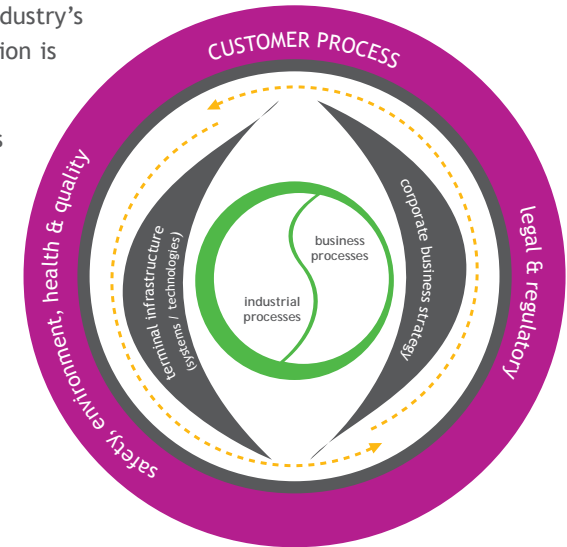 dustry's
ion is
s
CUSTOMER PROCESS
safety, environment, health & quality
legal & regulatory
terminal infrastructure
(systems / technologies)
corporate business strategy
business
processes
industrial
processes